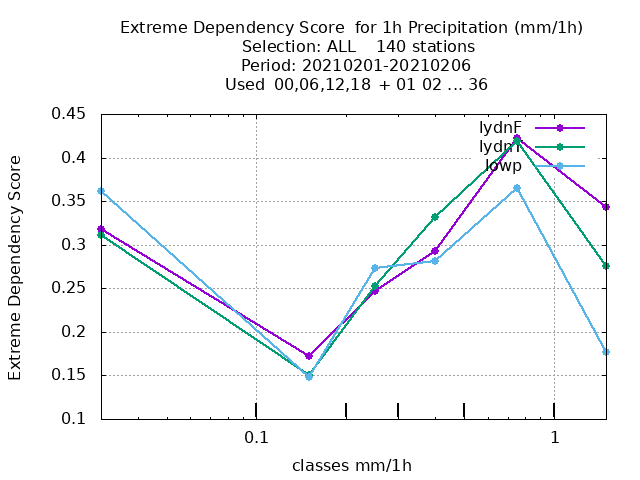 Extreme Dependency Score for 1h Precipitation (mm/1h)
Selection: ALL 140 stations
Period: 20210201-20210206
Used 00,06,12,18 + 01 02 ... 36
0.45
0.4
0.35
0.3
0.25
0.2
0.15
0.1
Extreme Dependency Score
lydnF
lowp
0.1
1
classes mm/1h